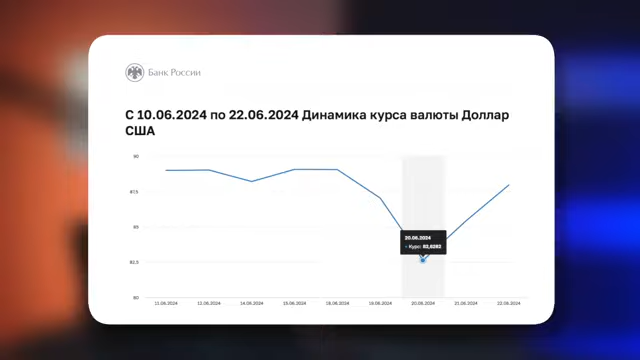 Банк России
С 10.06.2024 по 22.06.2024 Динамика курса валюты Доллар
США
90
87,5
85
82,5
80
20.06.2024
Курс: 82,6282
11.06.2024 12.06.2024 14.06.2024 15.06.2024 18.06.2024 19.06.2024 20.06.2024 21.06.2024 22.06.2024